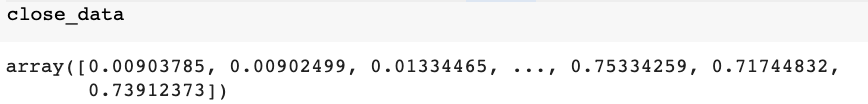 close_data
array([0.00903785, 0.00902499, 0.01334465, ..., 0.75334259, 0.71744832,
0.73912373])